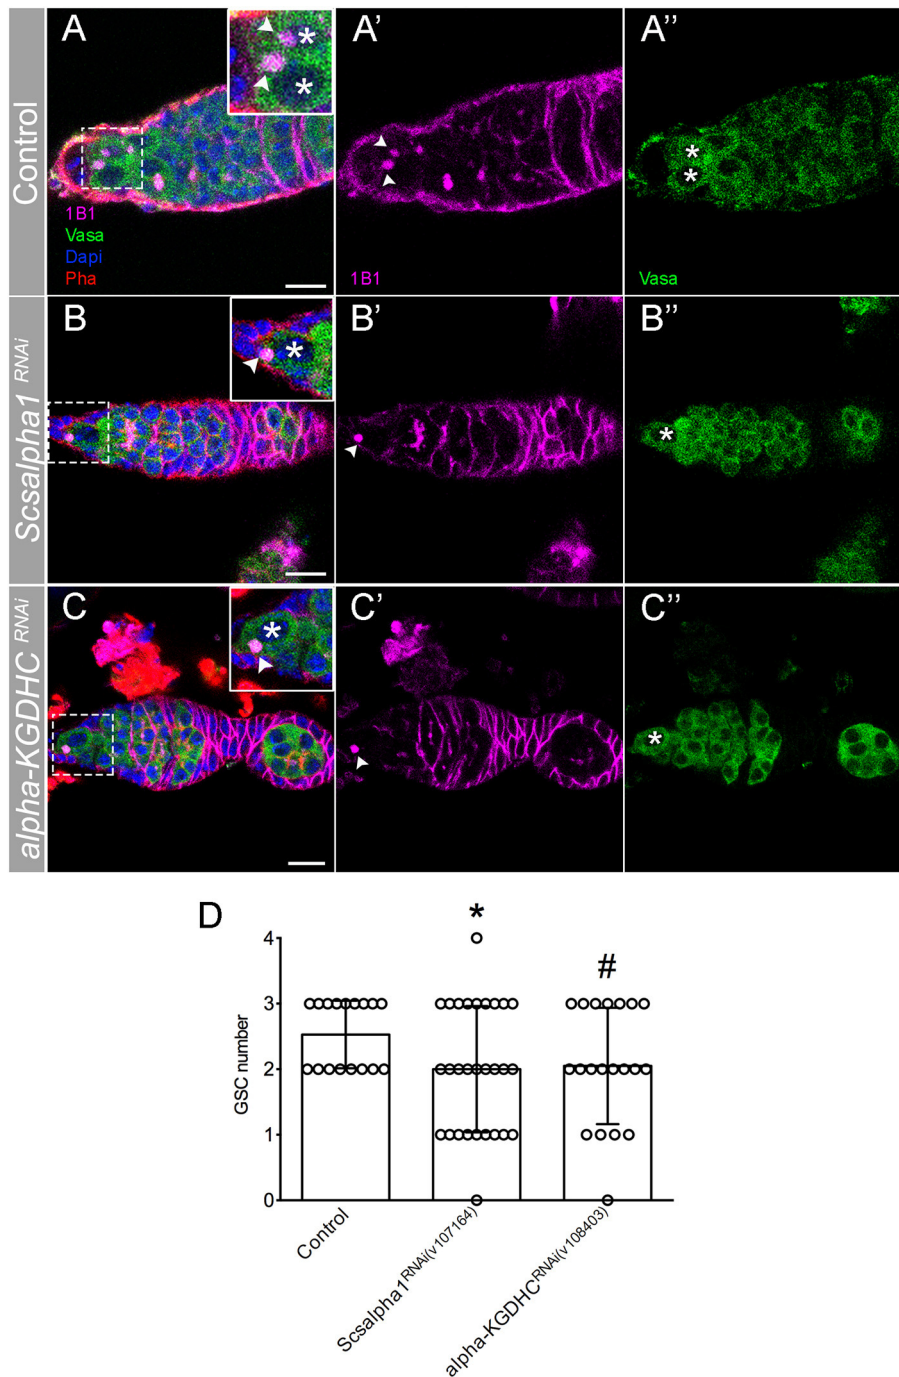 Control
A
A’
A’’
*
*
1B1
Vasa
Dapi
Pha
1B1
*
*
Vasa
Scsalpha1 RNAi
B
B’
B’’
*
*
alpha-KGDHC RNAi
C
C’
C’’
*
*
D
*
#
GSC number
4
3
2
1
0
Control
Scsalpha1RNAi(v107164)
alpha-KGDHCRNAi(v108403)